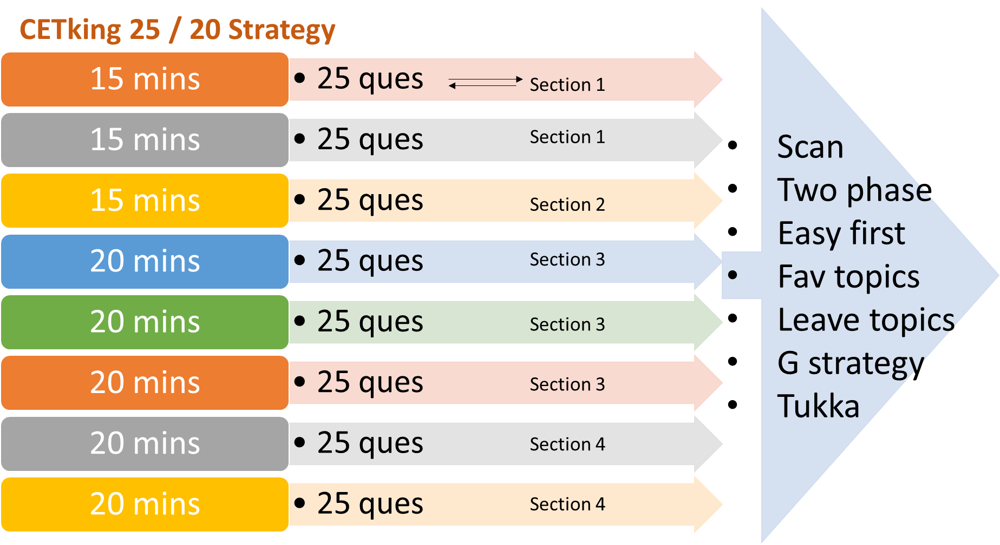 CETking 25 / 20 Strategy
15 mins • 25 ques Section 1
15 mins • 25 ques Section 1
15 mins • 25 ques Section 2
20 mins • 25 ques Section 3
20 mins • 25 ques Section 3
20 mins • 25 ques Section 3
20 mins • 25 ques Section 4
20 mins • 25 ques Section 4
• Scan
• Two phase
• Easy first
• Fav topics
• Leave topics
• G strategy
• Tukka